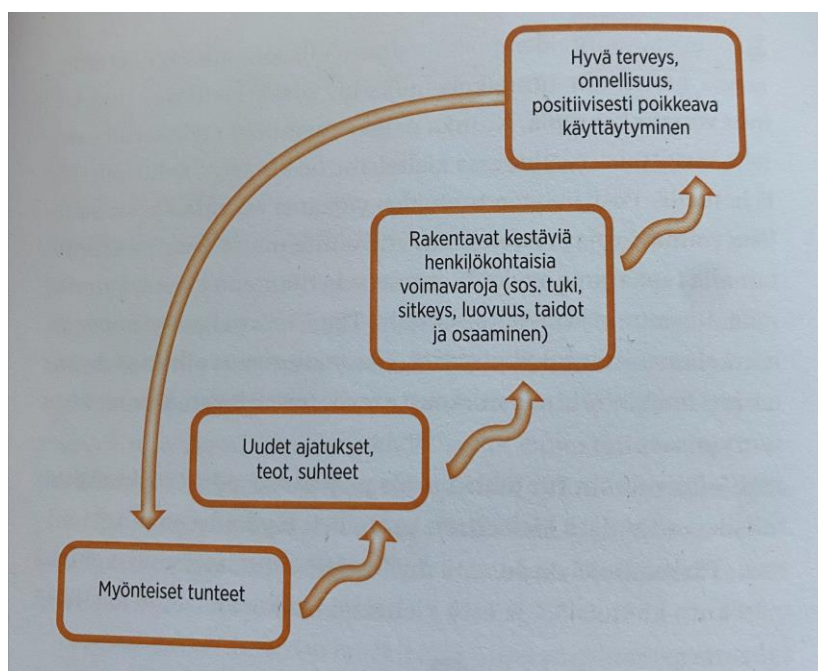 Hyvä terveys,
onnellisuus,
positiivisesti poikkeava
käyttäytyminen
Rakentavat kestäviä
henkilökohtaisia
voimavaroja (sos. tuki,
sitkeys, luovuus, taidot
ja osaaminen)
Uudet ajatukset,
teot, suhteet
Myönteiset tunteet